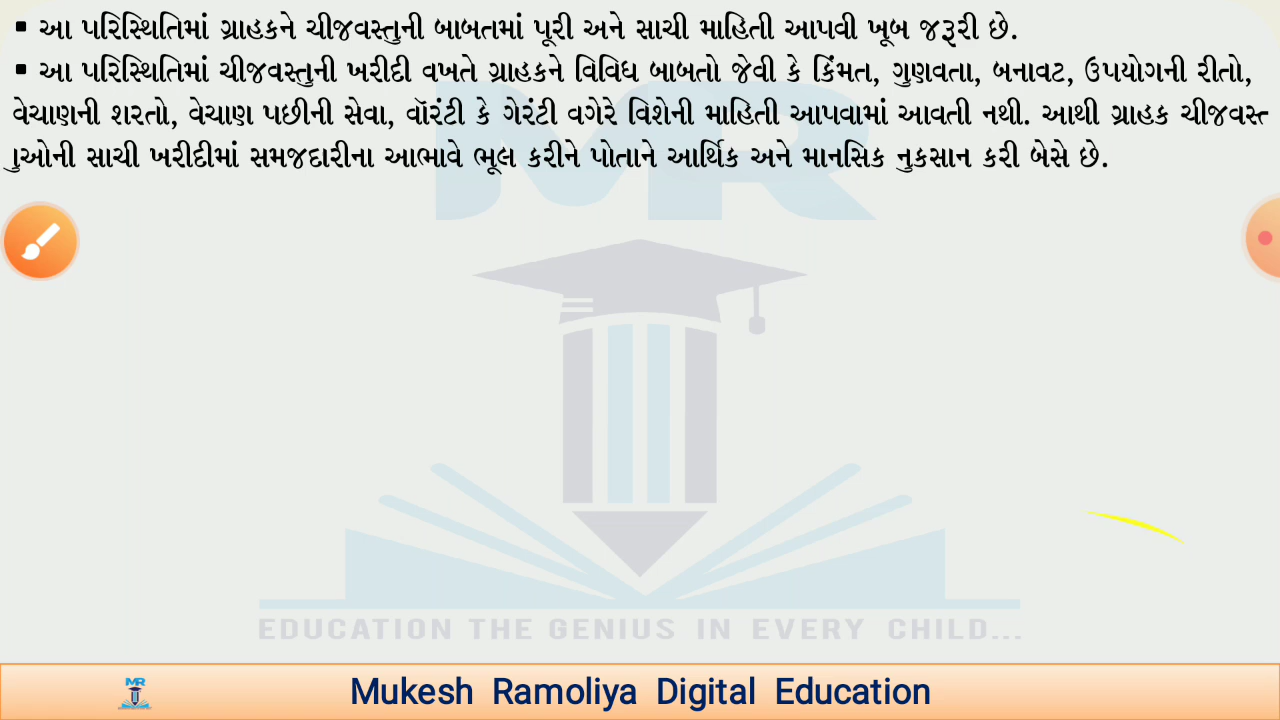 ▪ આ પરિસ્થિતિમાં ગ્રાહકને ચીજવસ્તુની બાબતમાં પૂરી અને સાચી માહિતી આપવી ખૂબ જરૂરી છે.
▪ આ પરિસ્થિતિમાં ચીજવસ્તુની ખરીદી વખતે ગ્રાહકને વિવિધ બાબતો જેવી કે કિંમત, ગુણવતા, બનાવટ, ઉપયોગની રીતો,
વેચાણની શરતો, વેચાણ પછીની સેવા, વૉરંટી કે ગેરંટી વગેરે વિશેની માહિતી આપવામાં આવતી નથી. આથી ગ્રાહક ચીજવસ્ત
ુઓની સાચી ખરીદીમાં સમજદારીના આભાવે ભૂલ કરીને પોતાને આર્થિક અને માનસિક નુકસાન કરી બેસે છે.
MR
EDUCATION THE GENIUS IN EVERY CHILD...
MR
Mukesh Ramoliya Digital Education